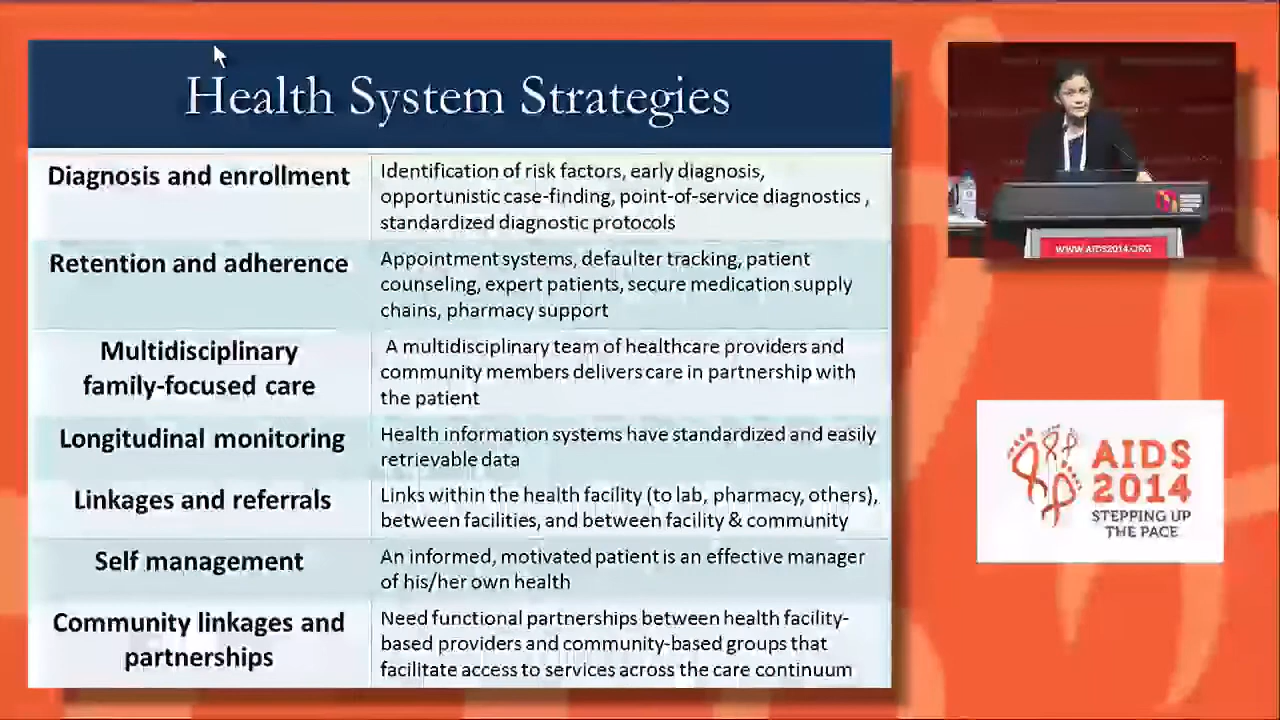 Health System Strategies
Diagnosis and enrollment
Identification of risk factors, early diagnosis,
opportunistic case-finding, point-of-service diagnostics ,
standardized diagnostic protocols
Retention and adherence
Appointment systems, defaulter tracking, patient
counseling, expert patients, secure medication supply
chains, pharmacy support
Multidisciplinary
family-focused care
A multidisciplinary team of healthcare providers and
community members delivers care in partnership with
the patient
Longitudinal monitoring
Health information systems have standardized and easily
retrievable data
Linkages and referrals
Links within the health facility (to lab, pharmacy, others),
between facilities, and between facility & community
Self management
An informed, motivated patient is an effective manager
of his/her own health
Community linkages and
partnerships
Need functional partnerships between health facility-
based providers and community-based groups that
facilitate access to services across the care continuum
WWW.AIDS2014.ORG
AIDS
2014
STEPPING UP
THE PACE